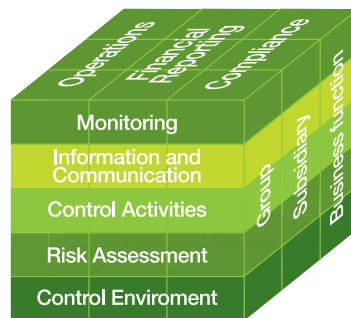 Operations
Financial
Reporting
Compliance
Monitoring
Information and
Communication
Control Activities
Risk Assessment
Control Enviroment
Group
Subsidiary
Business function